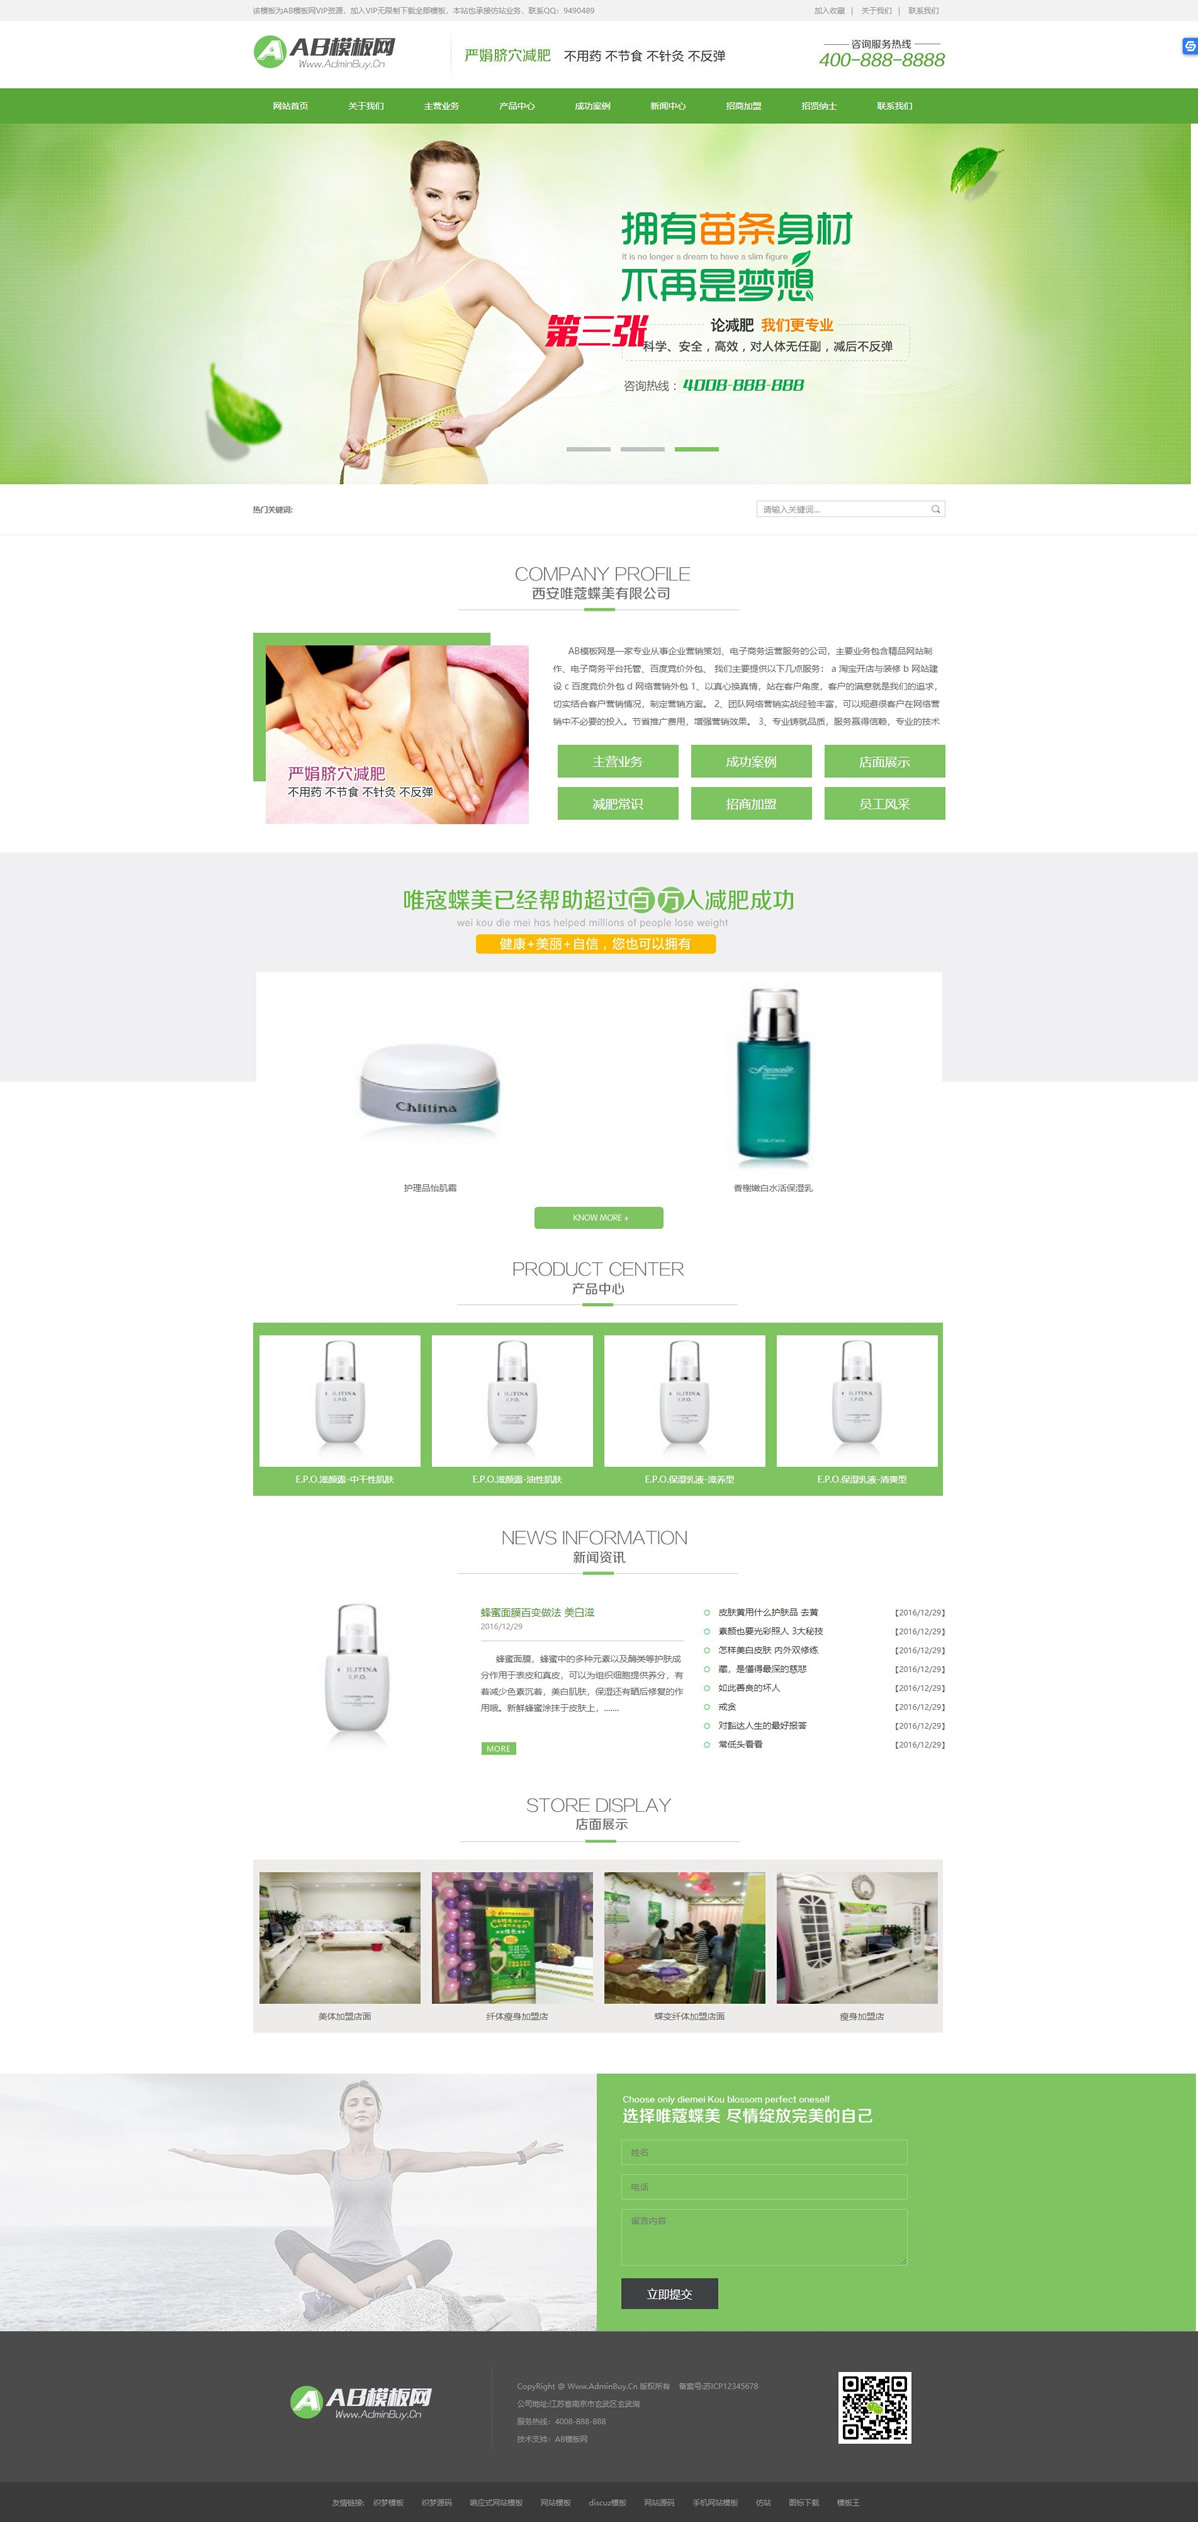 该模板为AB模板网VIP资源，加入VIP无限制下载全部模板，本站也承接仿站业务，联系QQ：9490489
加入收藏 | 关于我们 | 联系我们
AB模板网
Www.AdminBuy.Cn
严娟脐穴减肥 不用药 不节食 不针灸 不反弹
咨询服务热线
400-888-8888
网站首页 关于我们 主营业务 产品中心 成功案例 新闻中心 招商加盟 招贤纳士 联系我们
拥有苗条身材
It is no longer a dream to have a slim figure
不再是梦想
第三张
论减肥 我们更专业
科学、安全，高效，对人体无任副，减后不反弹
咨询热线：4008-888-888
热门关键词:
请输入关键词...
COMPANY PROFILE
西安唯蔻蝶美有限公司
严娟脐穴减肥
不用药 不节食 不针灸 不反弹
AB模板网是一家专业从事企业营销策划、电子商务运营服务的公司，主要业务包含精品网站制
作、电子商务平台托管、百度竞价外包、 我们主要提供以下几点服务： a 淘宝开店与装修 b 网站建
设 c 百度竞价外包 d 网络营销外包 1、以真心换真情，站在客户角度，客户的满意就是我们的追求，
切实结合客户营销情况，制定营销方案。 2、团队网络营销实战经验丰富，可以规避很客户在网络营
销中不必要的投入。节省推广费用，增强营销效果。 3、专业铸就品质，服务赢得信赖，专业的技术
主营业务 成功案例 店面展示
减肥常识 招商加盟 员工风采
唯寇蝶美已经帮助超过百万人减肥成功
wei kou die mei has helped millions of people lose weight
健康+美丽+自信，您也可以拥有
Chlitina
护理品怡肌霜
香榭嫩白水活保湿乳
KNOW MORE +
PRODUCT CENTER
产品中心
E.P.O.滋颜露-中干性肌肤
E.P.O.滋颜露-油性肌肤
E.P.O.保湿乳液-滋养型
E.P.O.保湿乳液-清爽型
NEWS INFORMATION
新闻资讯
蜂蜜面膜百变做法 美白滋
2016/12/29
蜂蜜面膜，蜂蜜中的多种元素以及酶类等护肤成
分作用于表皮和真皮，可以为组织细胞提供养分，有
着减少色素沉着，美白肌肤，保湿还有晒后修复的作
用哦。新鲜蜂蜜涂抹于皮肤上，.......
MORE
皮肤黄用什么护肤品 去黄 【2016/12/29】
素颜也要光彩照人 3大秘技 【2016/12/29】
怎样美白皮肤 内外双修炼 【2016/12/29】
藏，是懂得最深的慈悲 【2016/12/29】
如此善良的坏人 【2016/12/29】
戒贪 【2016/12/29】
对豁达人生的最好报答 【2016/12/29】
常低头看看 【2016/12/29】
STORE DISPLAY
店面展示
美体加盟店面
纤体瘦身加盟店
蝶变纤体加盟店面
瘦身加盟店
Choose only diemei Kou blossom perfect oneself
选择唯蔻蝶美 尽情绽放完美的自己
姓名
电话
留言内容
立即提交
AB模板网
Www.AdminBuy.Cn
CopyRight @ Www.AdminBuy.Cn 版权所有 备案号:苏ICP12345678
公司地址:江苏省南京市玄武区玄武湖
服务热线：4008-888-888
技术支持：AB模板网
友情链接: 织梦模板 织梦源码 响应式网站模板 网站模板 discuz模板 网站源码 手机网站模板 仿站 图标下载 模板王